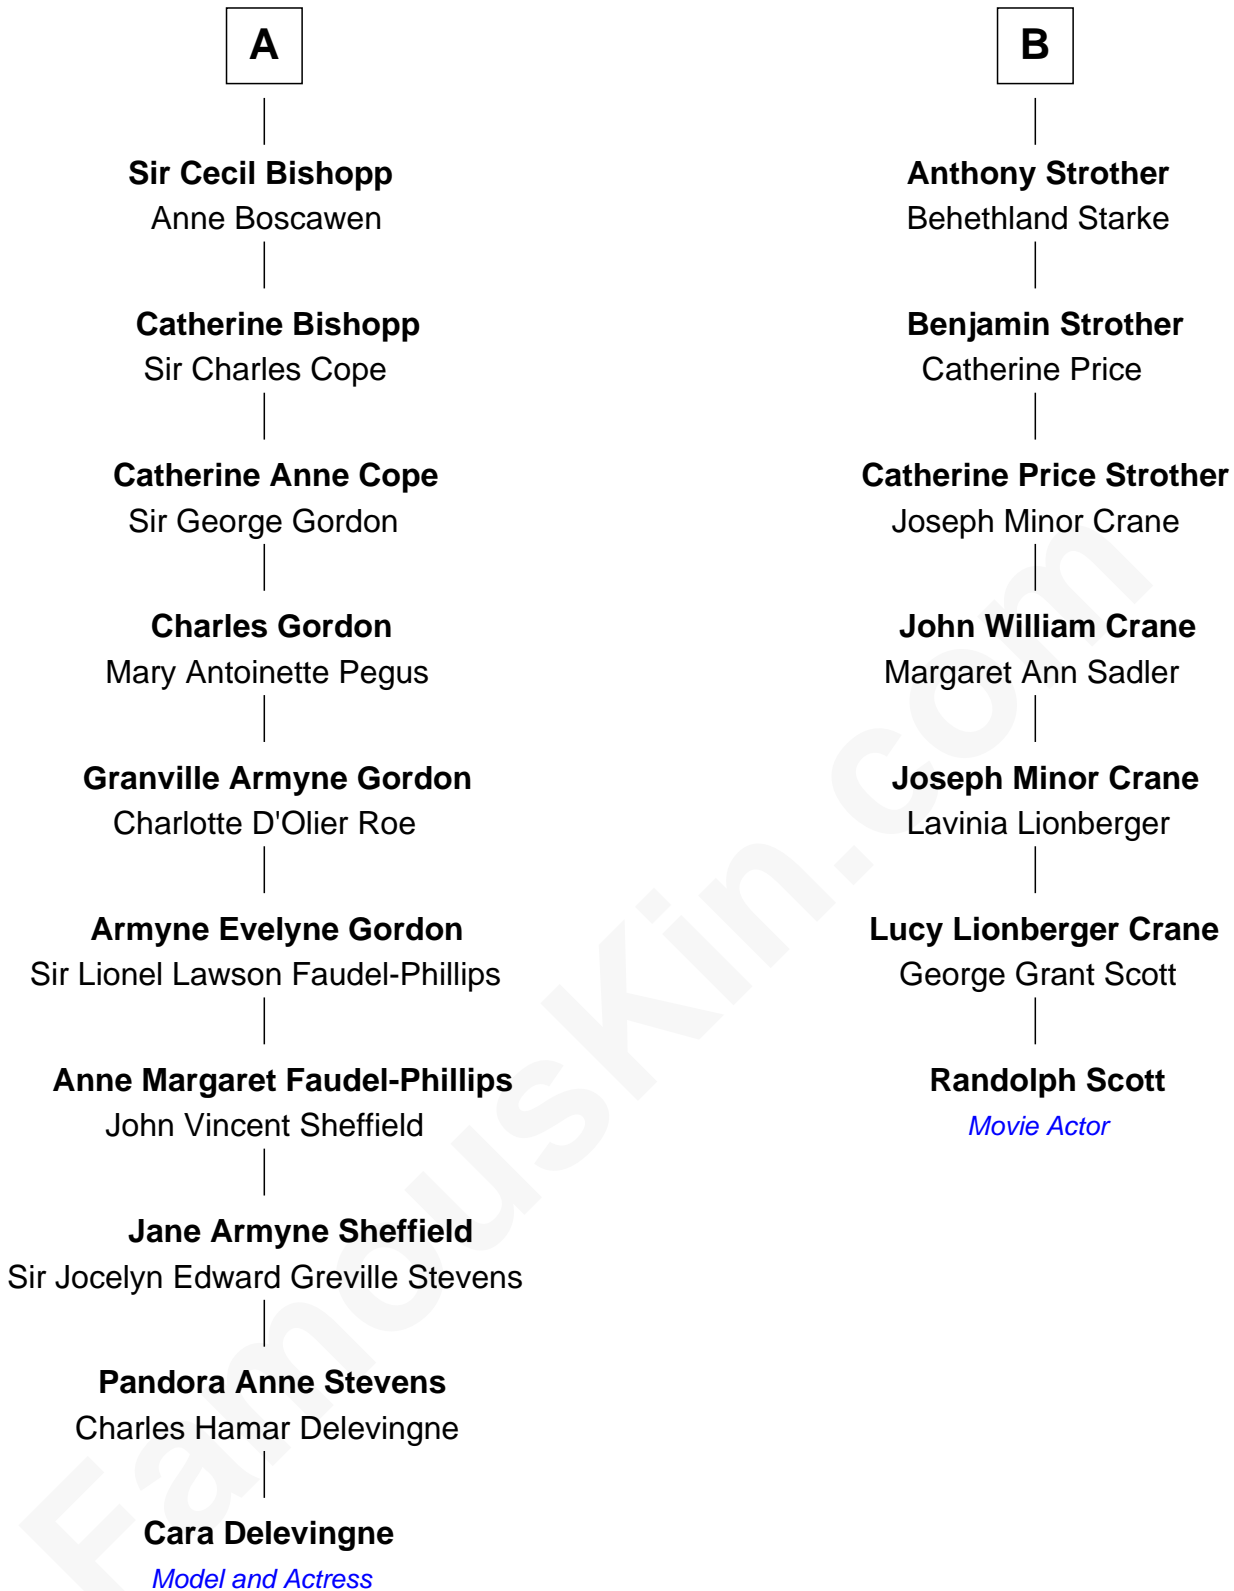 A
Sir Cecil Bishopp
Anne Boscawen
Catherine Bishopp
Sir Charles Cope
Catherine Anne Cope
Sir George Gordon
Charles Gordon
Mary Antoinette Pegus
Granville Armyne Gordon
Charlotte D'Olier Roe
Armyne Evelyne Gordon
Sir Lionel Lawson Faudel-Phillips
Anne Margaret Faudel-Phillips
John Vincent Sheffield
Jane Armyne Sheffield
Sir Jocelyn Edward Greville Stevens
Pandora Anne Stevens
Charles Hamar Delevingne
Cara Delevingne
Model and Actress
B
Anthony Strother
Behethland Starke
Benjamin Strother
Catherine Price
Catherine Price Strother
Joseph Minor Crane
John William Crane
Margaret Ann Sadler
Joseph Minor Crane
Lavinia Lionberger
Lucy Lionberger Crane
George Grant Scott
Randolph Scott
Movie Actor
FamousKin.com